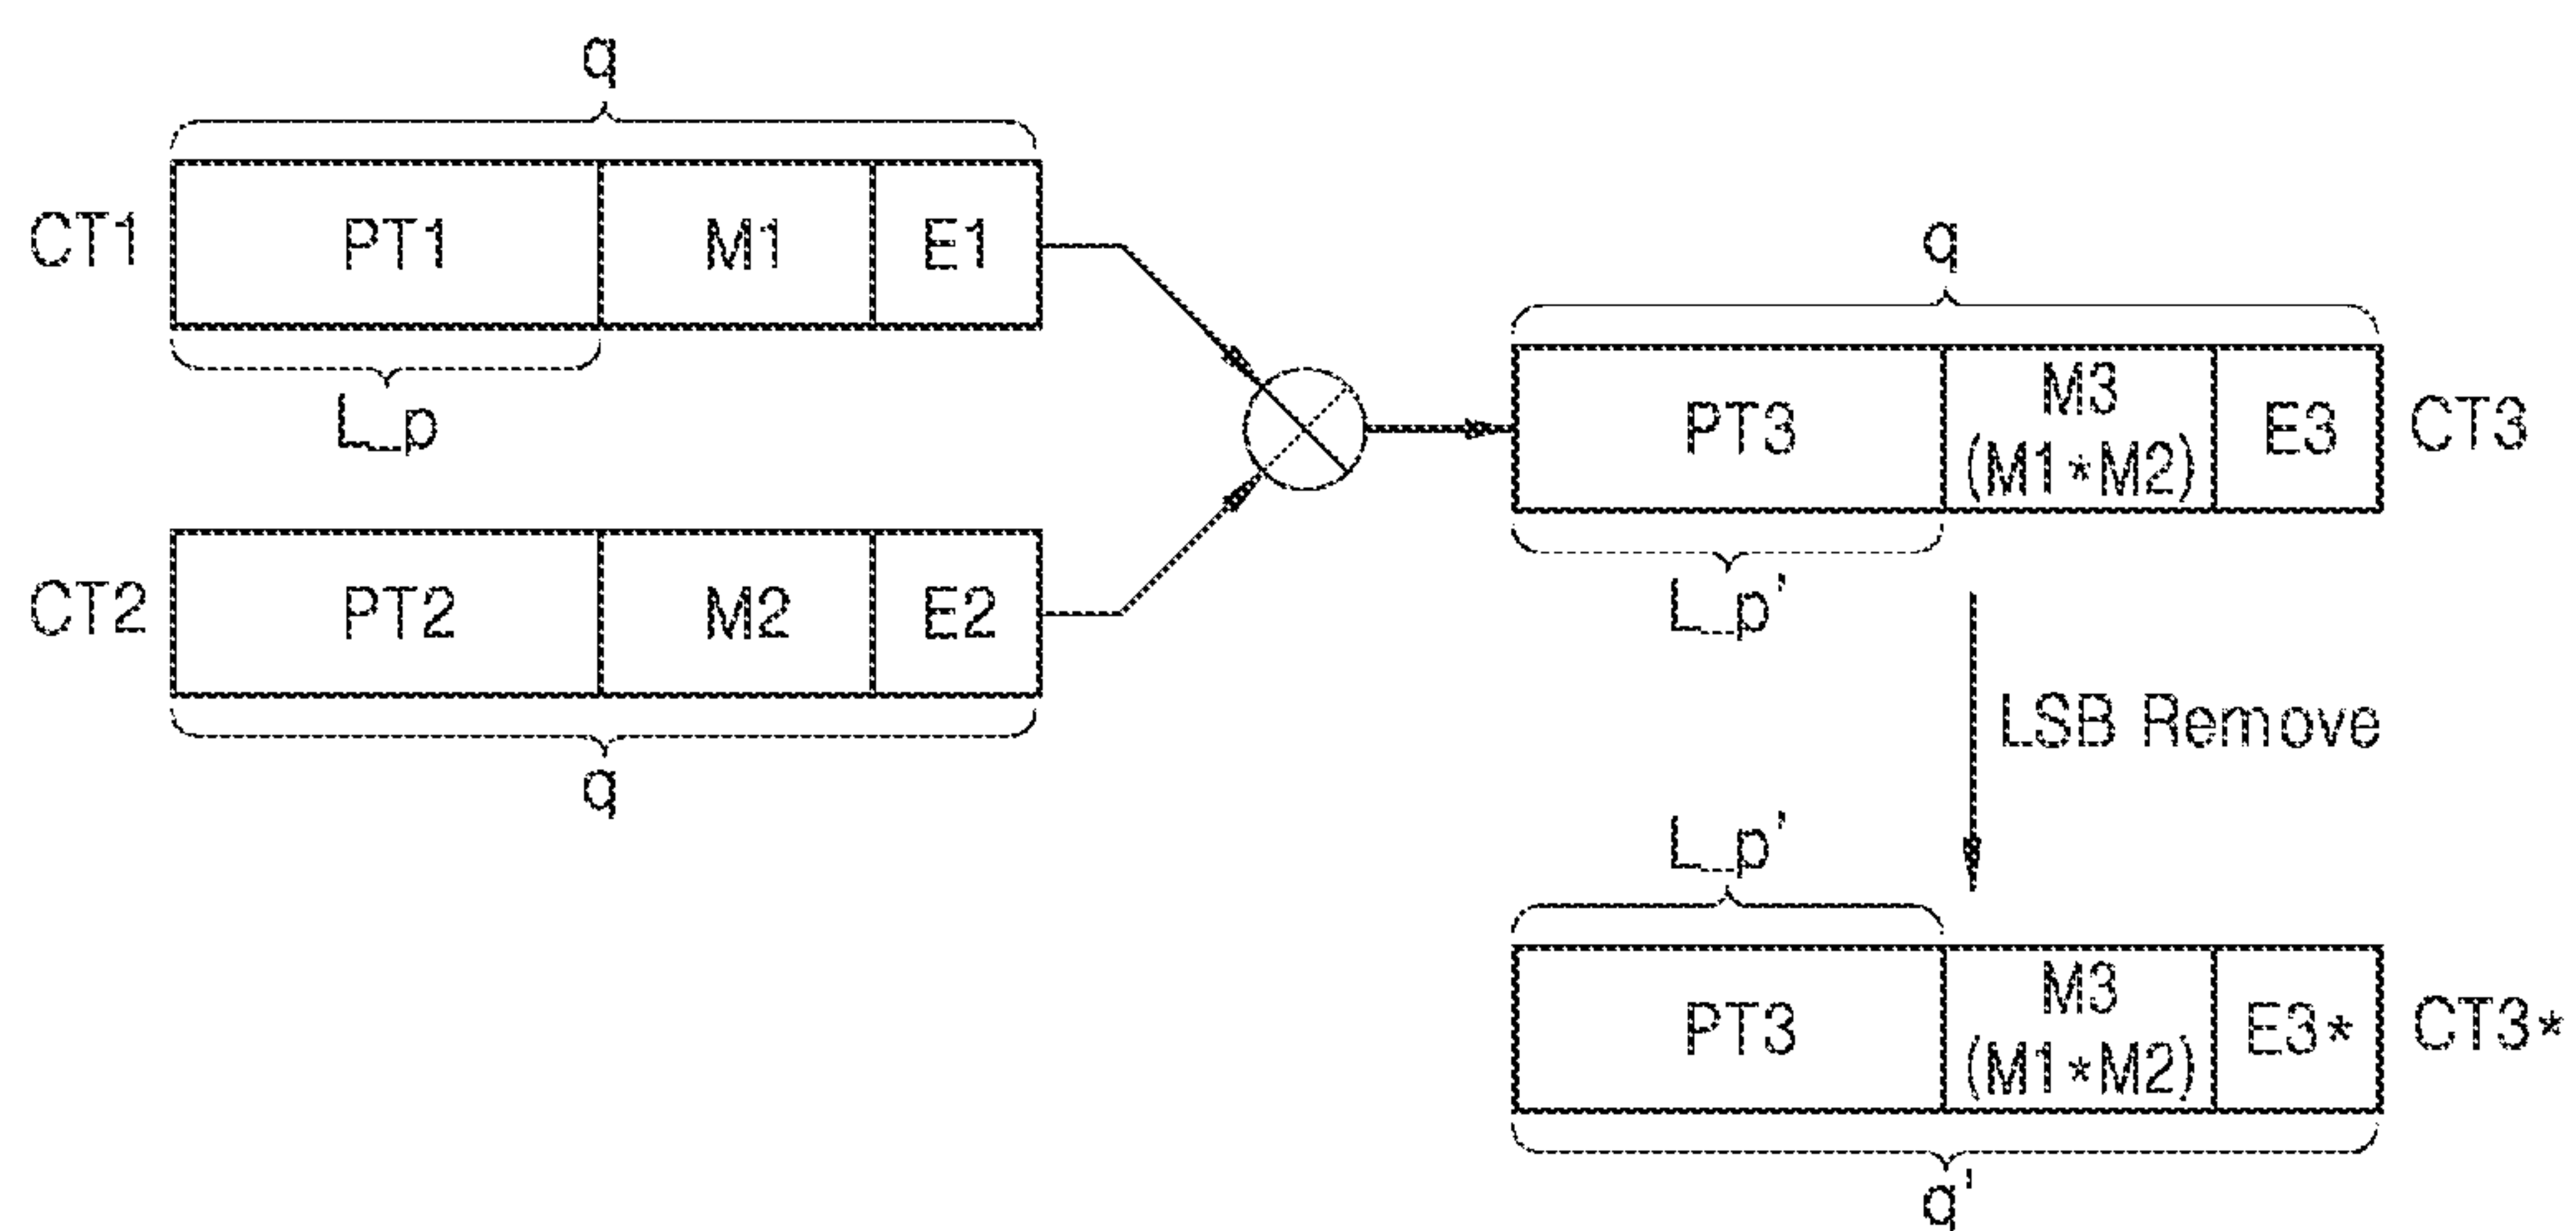 q
CT1 PT1 M1 E1
L_p
CT2 PT2 M2 E2
q
q
PT3 M3 (M1*M2) E3 CT3
L_p'
LSB Remove
L_p'
PT3 M3 (M1*M2) E3* CT3*
q'